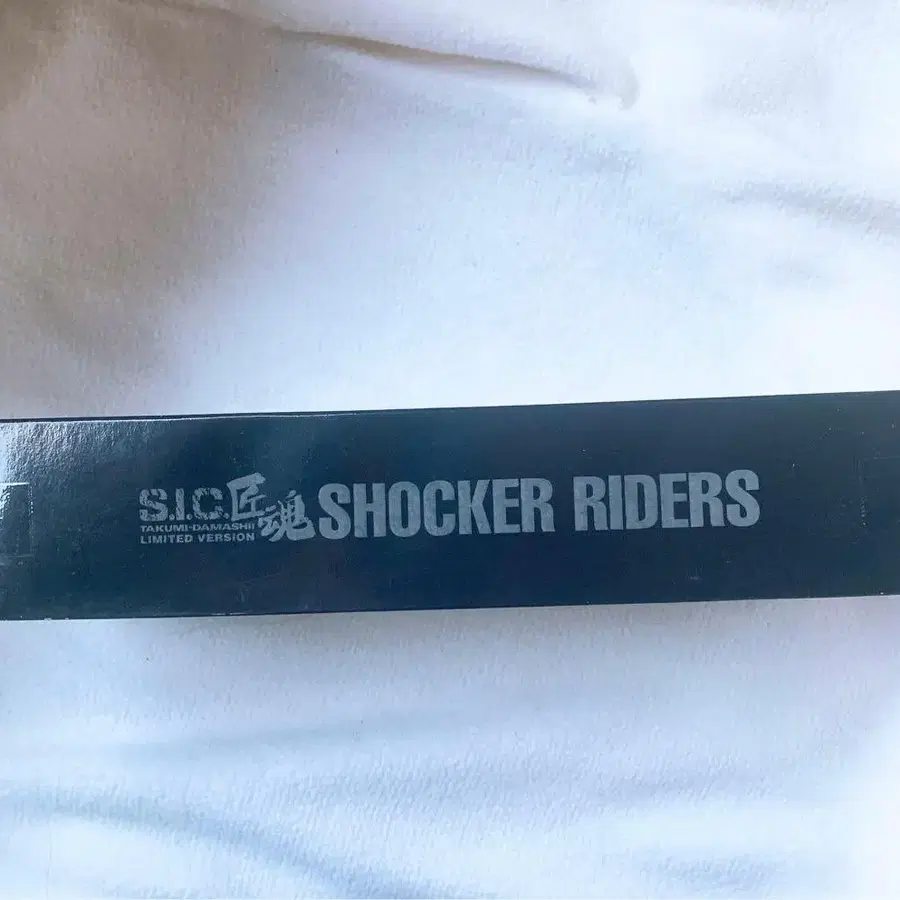 S.I.C.匠魂 SHOCKER RIDERS
TAKUMI-DAMASHII
LIMITED VERSION